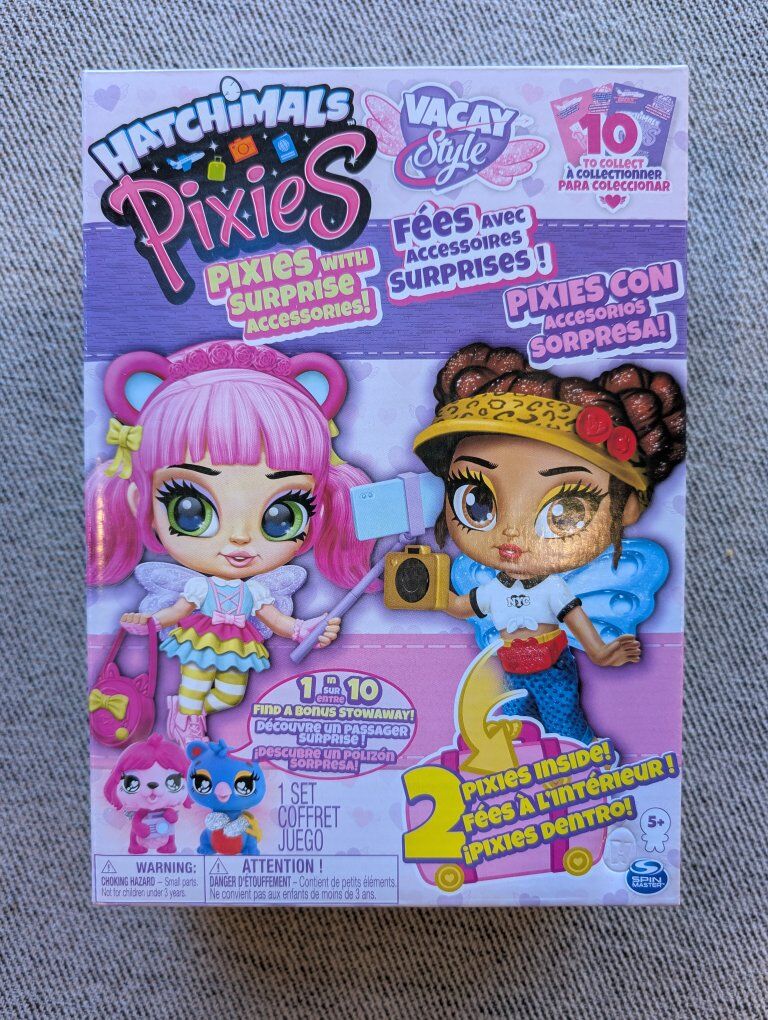 HATCHiMALS
PixieS
VACAY
Style
10
TO COLLECT
À COLLECTIONNER
PARA COLECCIONAR
PIXIES WITH
SURPRISE
ACCESSORIES!
FÉES AVEC
ACCESSOIRES
SURPRISES !
PIXIES CON
ACCESORIOS
SORPRESA!
NYC
1 in SUR ENTRE 10
FIND A BONUS STOWAWAY!
DÉCOUVRE UN PASSAGER
SURPRISE !
¡DESCUBRE UN POLIZÓN
SORPRESA!
1 SET
COFFRET
JUEGO
2 PIXIES INSIDE!
FÉES À L'INTÉRIEUR !
¡PIXIES DENTRO!
5+
SPIN
MASTER
WARNING:
CHOKING HAZARD – Small parts.
Not for children under 3 years.
ATTENTION !
DANGER D'ÉTOUFFEMENT – Contient de petits éléments.
Ne convient pas aux enfants de moins de 3 ans.